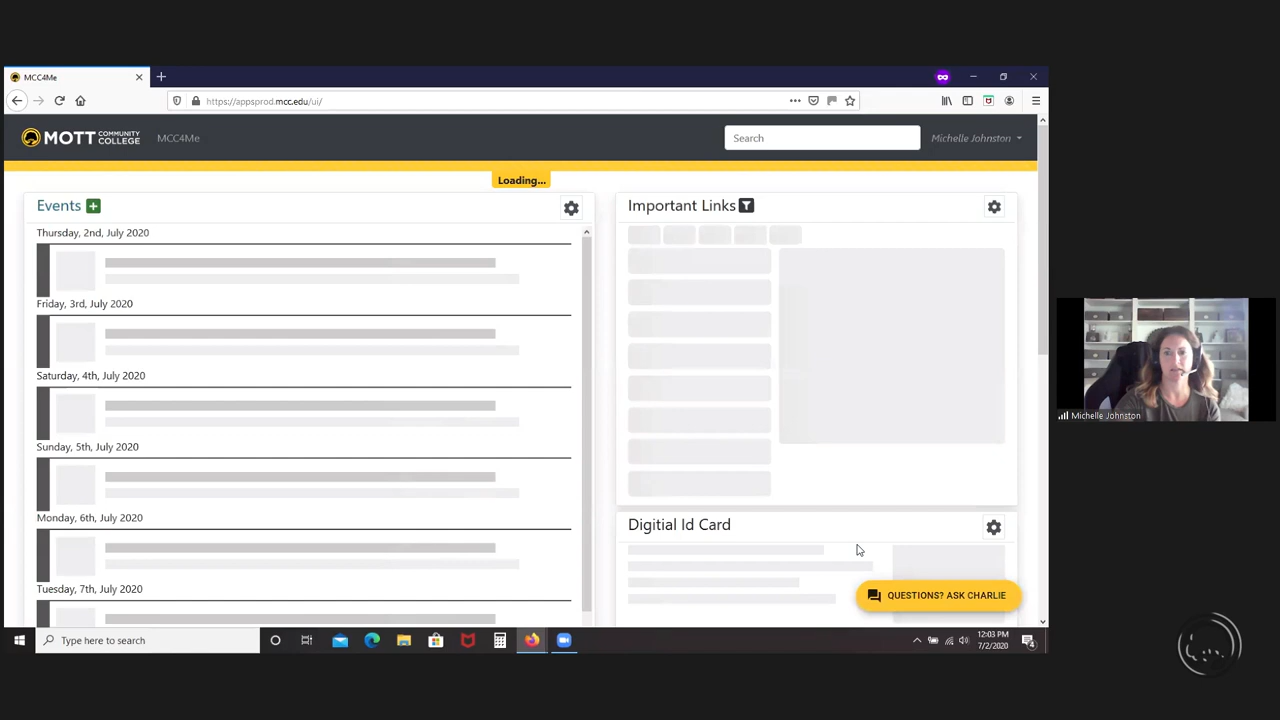 MCC4Me
https://appsprod.mcc.edu/ui/
MOTT COMMUNITY COLLEGE
MCC4Me
Search
Michelle Johnston
Loading...
Events
Thursday, 2nd, July 2020
Friday, 3rd, July 2020
Saturday, 4th, July 2020
Sunday, 5th, July 2020
Monday, 6th, July 2020
Tuesday, 7th, July 2020
Important Links
Digitial Id Card
QUESTIONS? ASK CHARLIE
Michelle Johnston
Type here to search
12:03 PM
7/2/2020
4